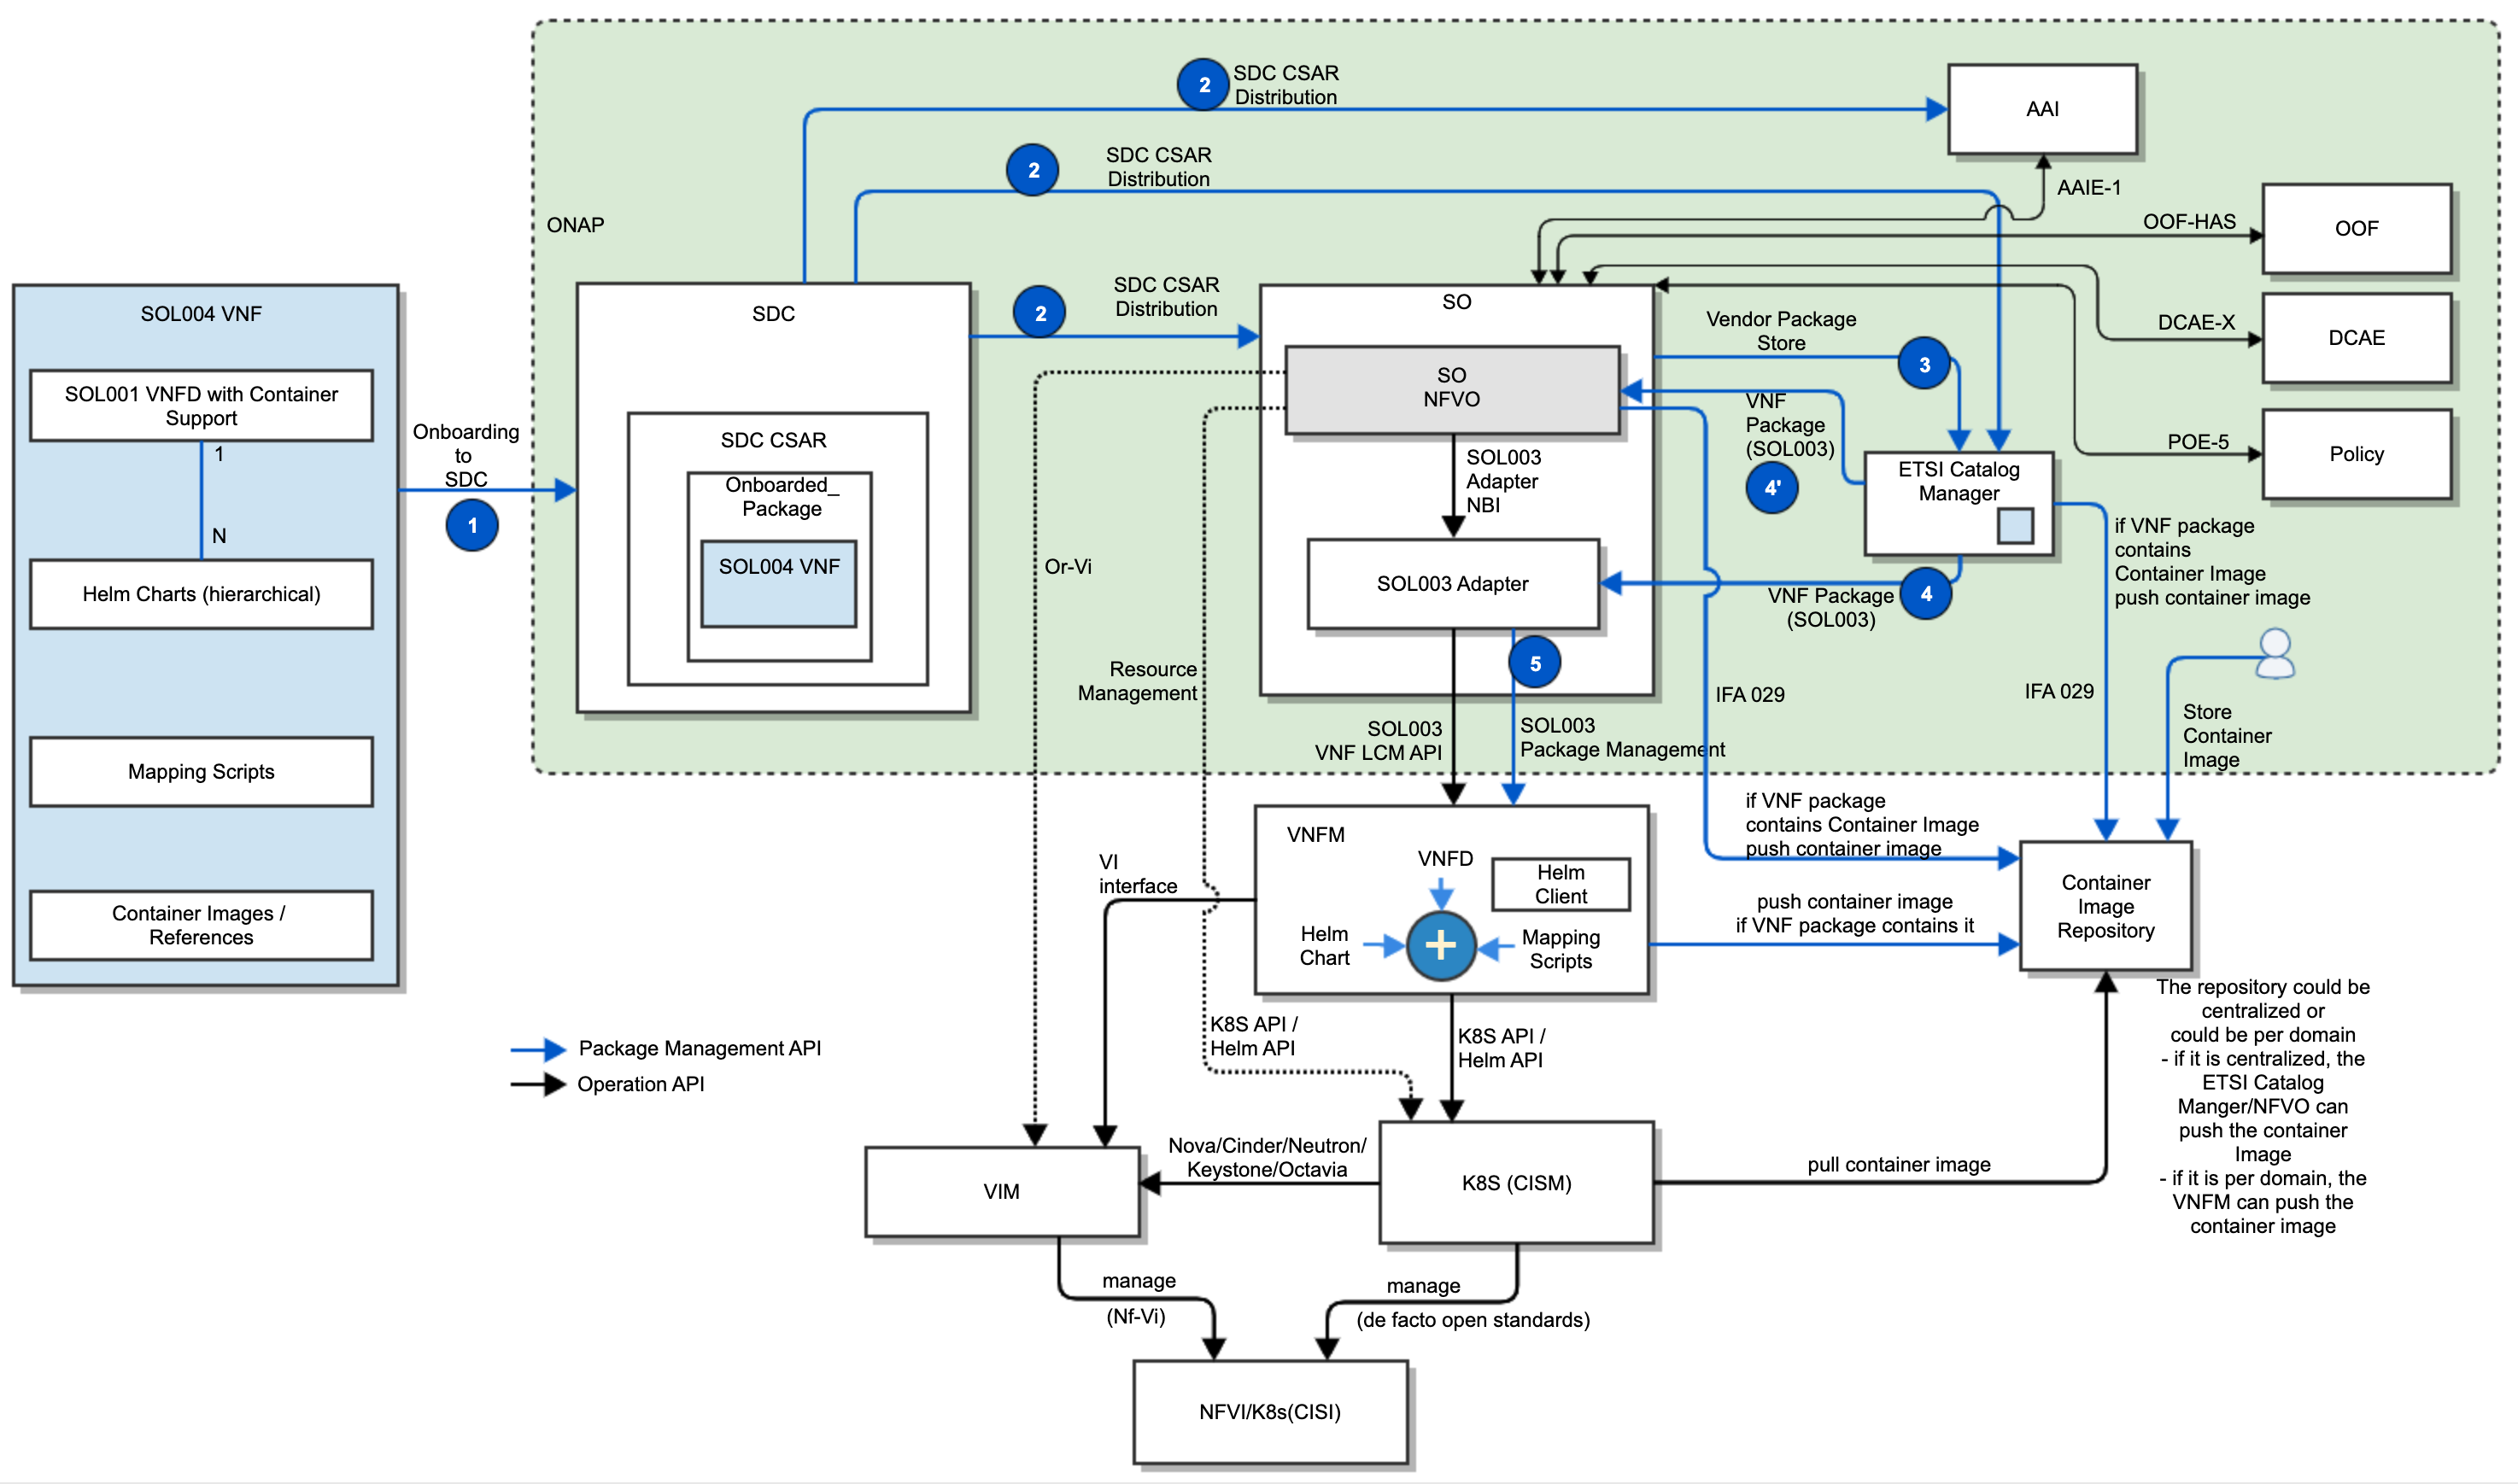 2
SDC CSAR
Distribution
AAI
2
SDC CSAR
Distribution
AAIE-1
ONAP
OOF-HAS
OOF
SOL004 VNF
SOL001 VNFD with Container
Support
1
N
Helm Charts (hierarchical)
Mapping Scripts
Container Images /
References
Onboarding
to
SDC
1
SDC
SDC CSAR
Onboarded_
Package
SOL004 VNF
2
SDC CSAR
Distribution
SO
SO
NFVO
SOL003
Adapter
NBI
SOL003 Adapter
5
Vendor Package
Store
3
DCAE-X
DCAE
VNF
Package
(SOL003)
4'
POE-5
Policy
ETSI Catalog
Manager
VNF Package
(SOL003)
4
if VNF package
contains
Container Image
push container image
Or-Vi
Resource
Management
IFA 029
IFA 029
Store
Container
Image
SOL003
VNF LCM API
SOL003
Package Management
VNFM
VNFD
Helm
Client
Helm
Chart
+
Mapping
Scripts
VI
interface
if VNF package
contains Container Image
push container image
push container image
if VNF package contains it
Container
Image
Repository
The repository could be
centralized or
could be per domain
- if it is centralized, the
ETSI Catalog
Manger/NFVO can
push the container
Image
- if it is per domain, the
VNFM can push the
container image
Package Management API
Operation API
K8S API /
Helm API
K8S API /
Helm API
Nova/Cinder/Neutron/
Keystone/Octavia
VIM
K8S (CISM)
pull container image
manage
(Nf-Vi)
manage
(de facto open standards)
NFVI/K8s(CISI)